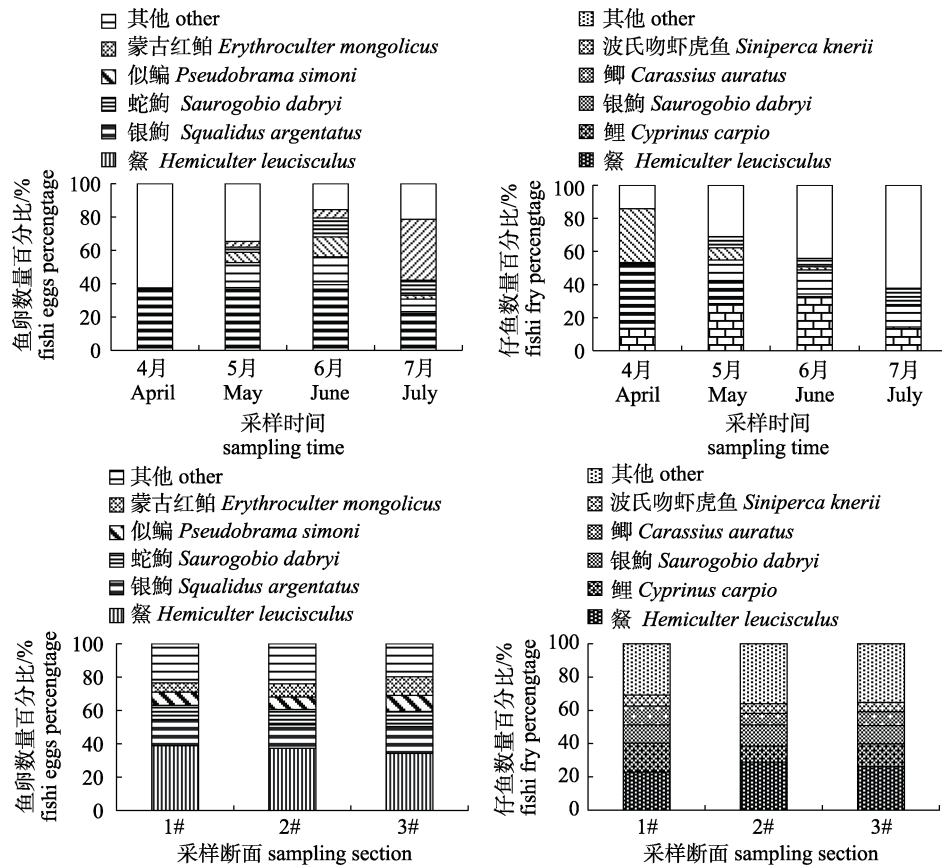 其他 other
蒙古红鲌 Erythroculter mongolicus
似鳊 Pseudobrama simoni
蛇鮈 Saurogobio dabryi
银鮈 Squalidus argentatus
鰵 Hemiculter leucisculus
鱼卵数量百分比/%
fishi eggs percengtage
100
80
60
40
20
0
4月 5月 6月 7月
April May June July
采样时间
sampling time
其他 other
波氏吻虾虎鱼 Siniperca knerii
鲫 Carassius auratus
银鮈 Saurogobio dabryi
鲤 Cyprinus carpio
Hemiculter leucisculus
仔鱼数量百分比/%
fishi fry percengtage
100
80
60
40
20
0
4月 5月 6月 7月
April May June July
采样时间
sampling time
其他 other
蒙古红鲌 Erythroculter mongolicus
似鳊 Pseudobrama simoni
蛇鮈 Saurogobio dabryi
银鮈 Squalidus argentatus
Hemiculter leucisculus
鱼卵数量百分比/%
fishi eggs percengtage
100
80
60
40
20
0
1# 2# 3#
采样断面 sampling section
其他 other
波氏吻虾虎鱼 Siniperca knerii
鲫 Carassius auratus
银鮈 Saurogobio dabryi
鲤 Cyprinus carpio
Hemiculter leucisculus
仔鱼数量百分比/%
fishi fry percengtage
100
80
60
40
20
0
1# 2# 3#
采样断面 sampling section